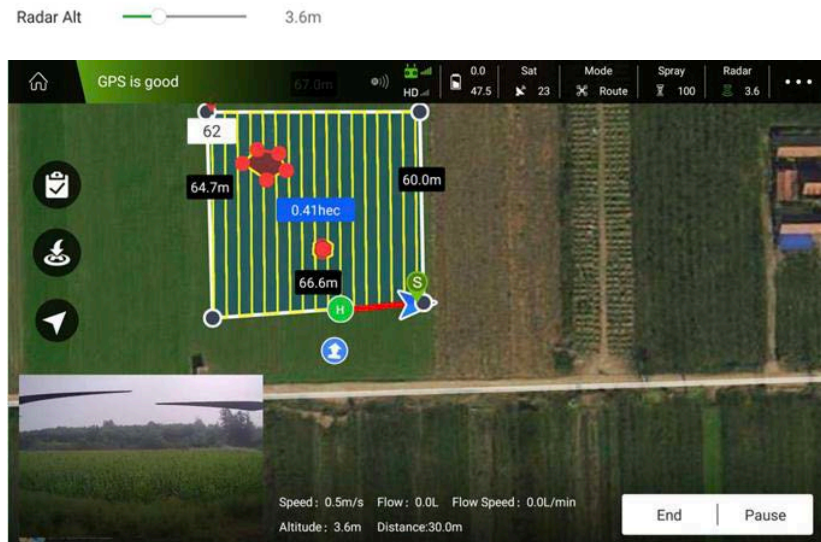 Radar Alt 3.6m
GPS is good 67.0m HD 0.0 47.5 Sat 23 Mode Route Spray 100 Radar 3.6
62
64.7m 60.0m
0.41hec
66.6m
S
H
Speed: 0.5m/s Flow: 0.0L Flow Speed: 0.0L/min
Altitude: 3.6m Distance:30.0m
End Pause